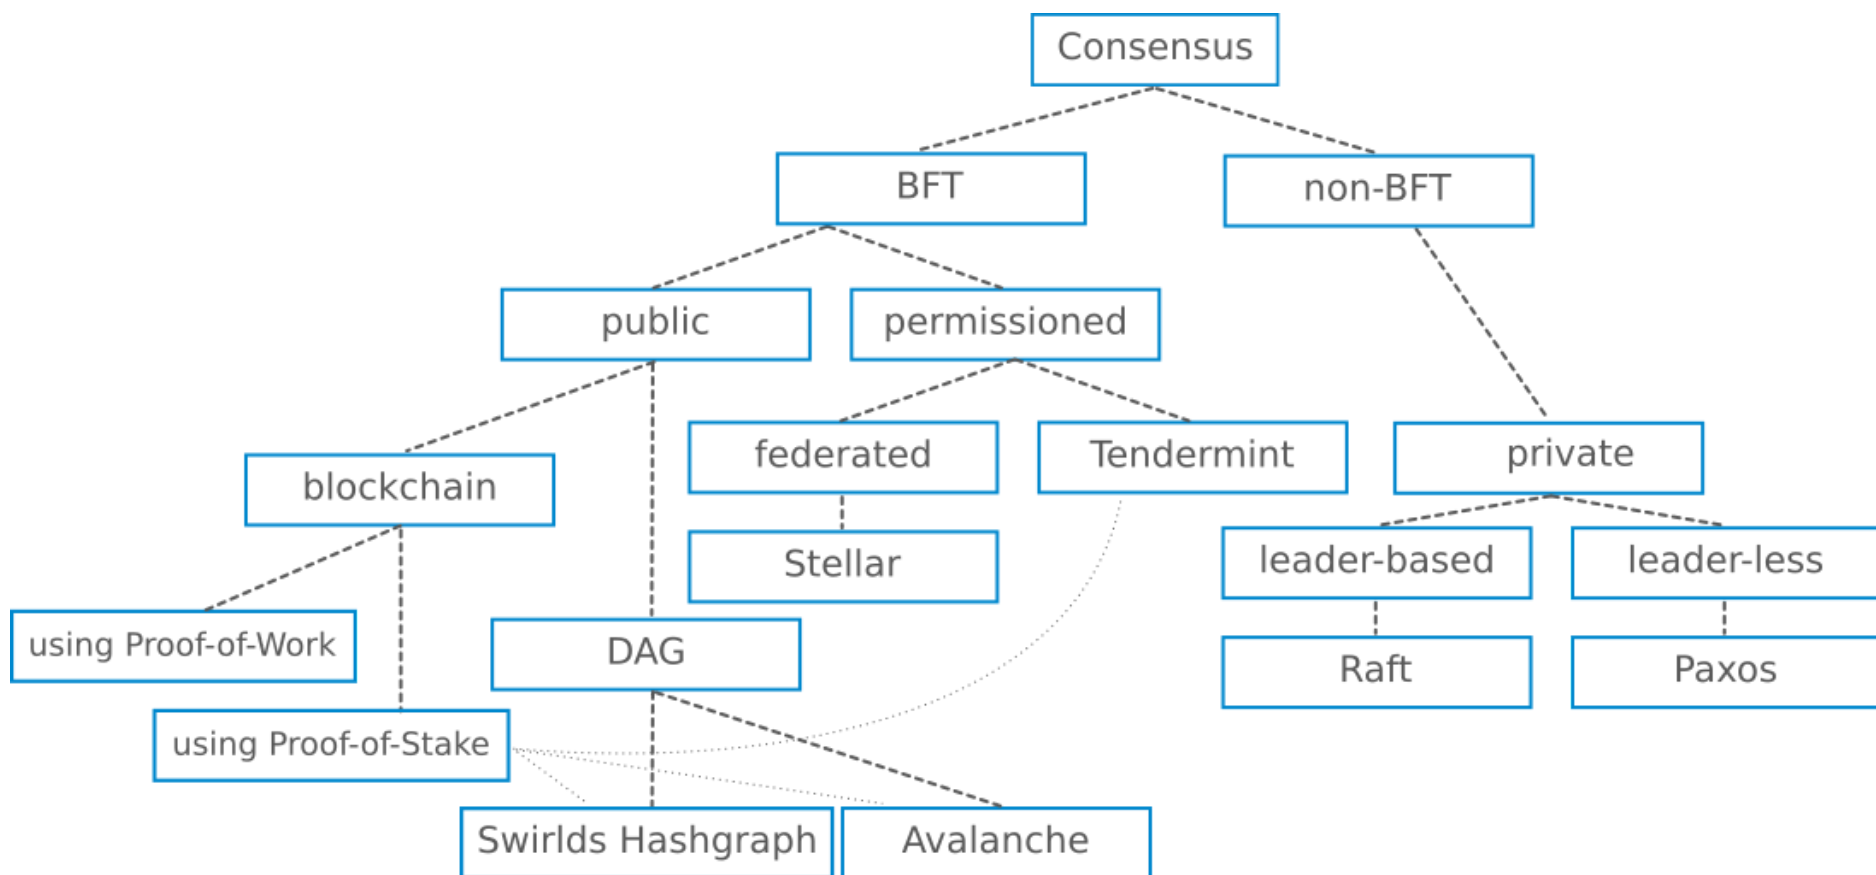 Consensus
BFT
non-BFT
public
permissioned
federated
Tendermint
private
blockchain
Stellar
leader-based
leader-less
using Proof-of-Work
DAG
Raft
Paxos
using Proof-of-Stake
Swirlds Hashgraph
Avalanche